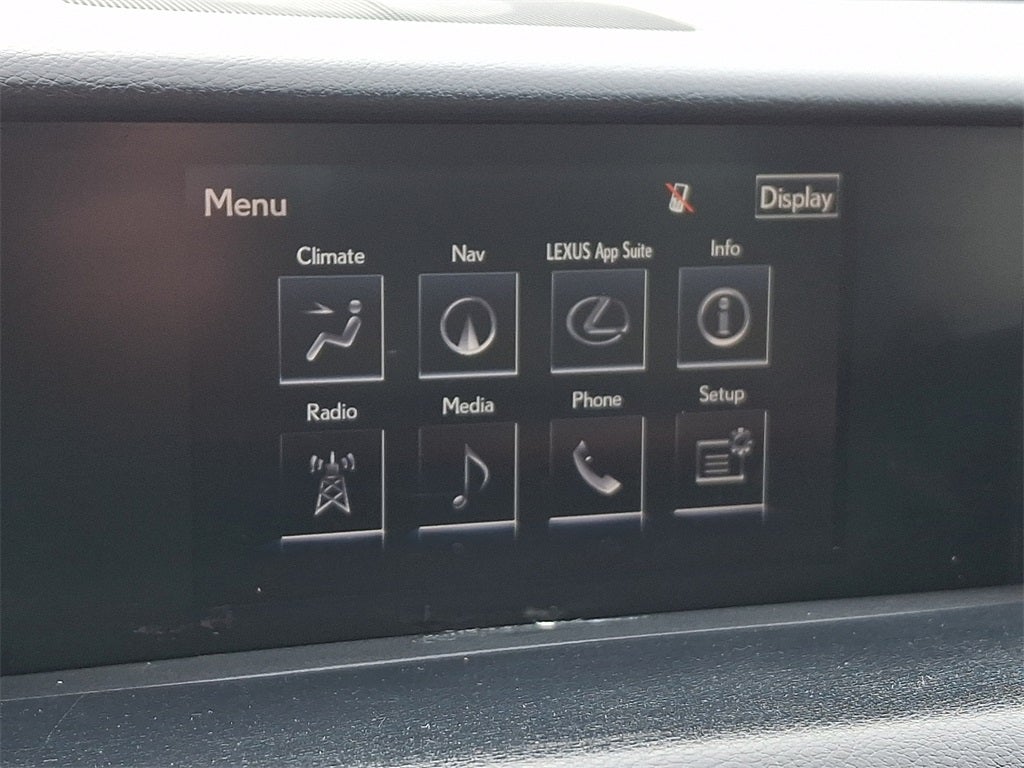 Menu
Display
Climate
Nav
LEXUS App Suite
Info
Radio
Media
Phone
Setup